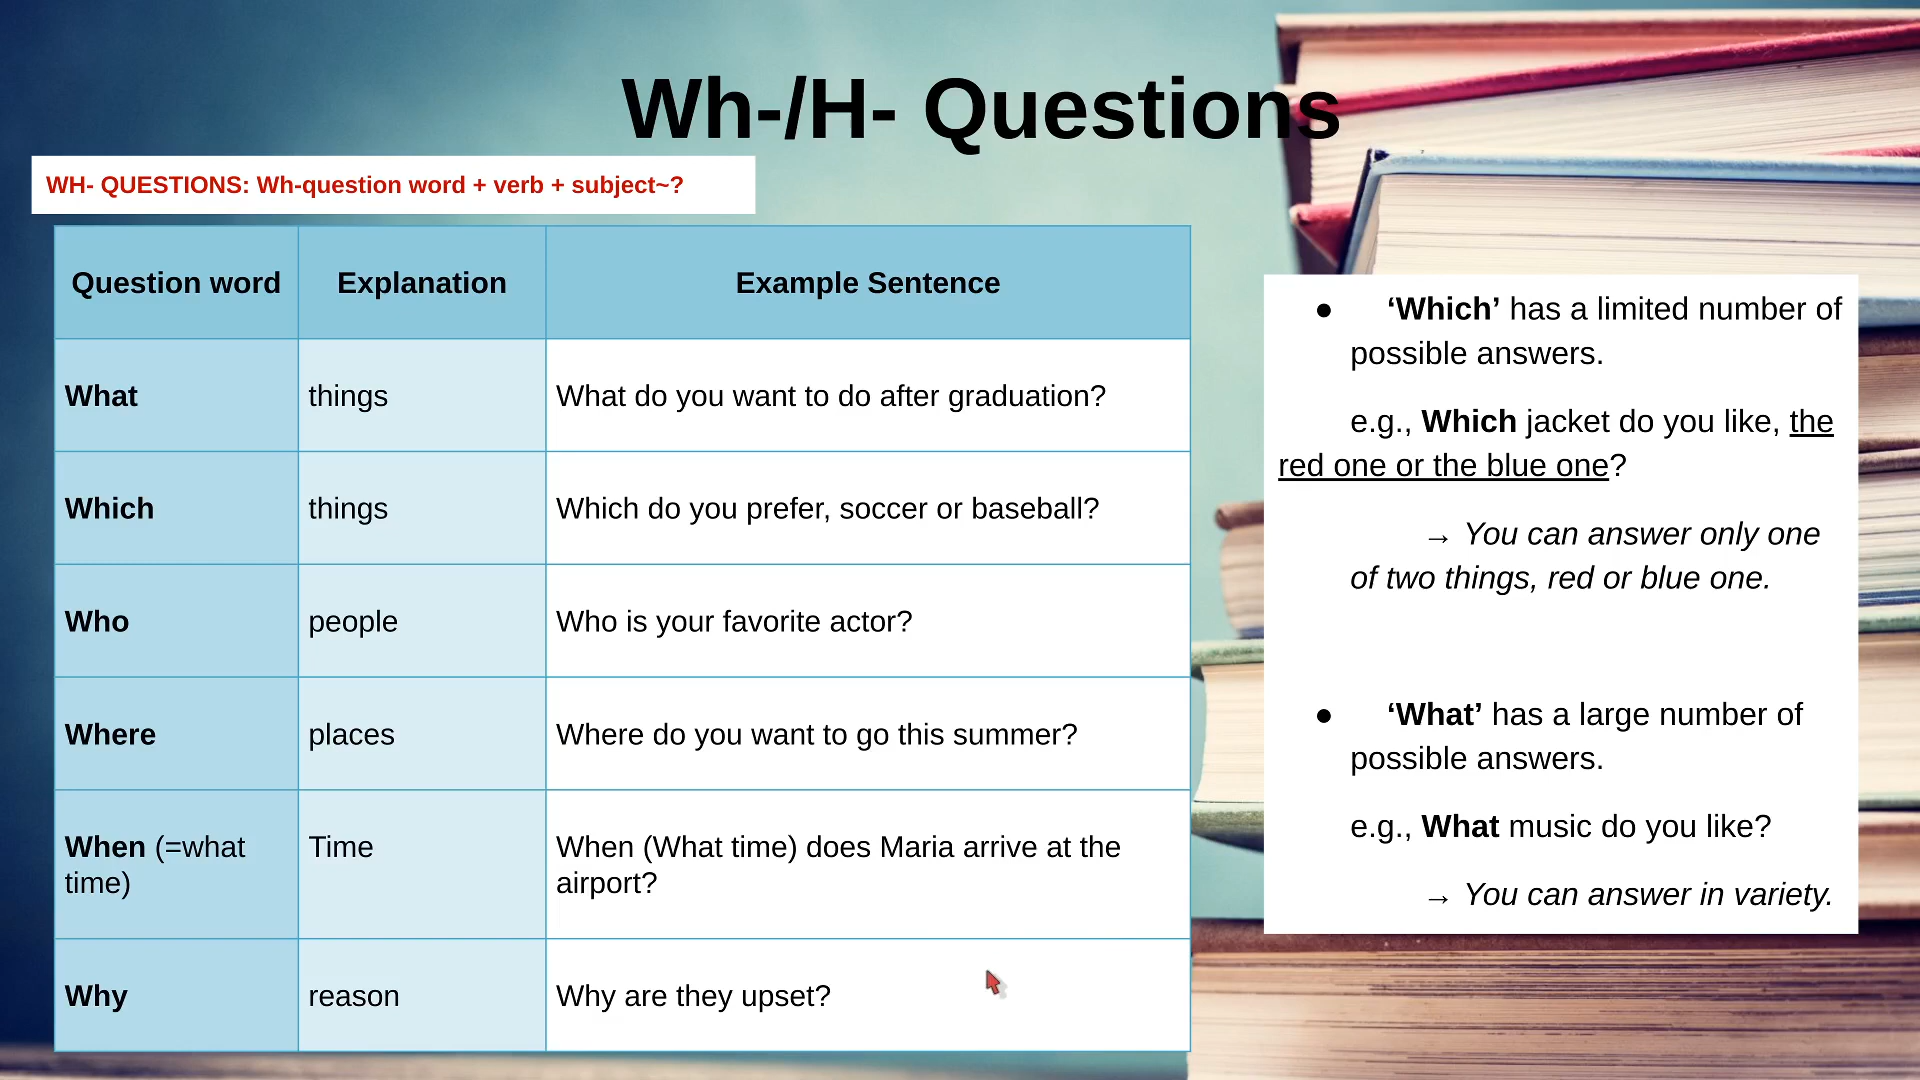 Wh-/H- Questions
WH- QUESTIONS: Wh-question word + verb + subject~?
Question word Explanation Example Sentence
What things What do you want to do after graduation?
Which things Which do you prefer, soccer or baseball?
Who people Who is your favorite actor?
Where places Where do you want to go this summer?
When (=what time) Time When (What time) does Maria arrive at the airport?
Why reason Why are they upset?
● ‘Which’ has a limited number of
possible answers.
e.g., Which jacket do you like, the
red one or the blue one?
→ You can answer only one
of two things, red or blue one.
● ‘What’ has a large number of
possible answers.
e.g., What music do you like?
→ You can answer in variety.